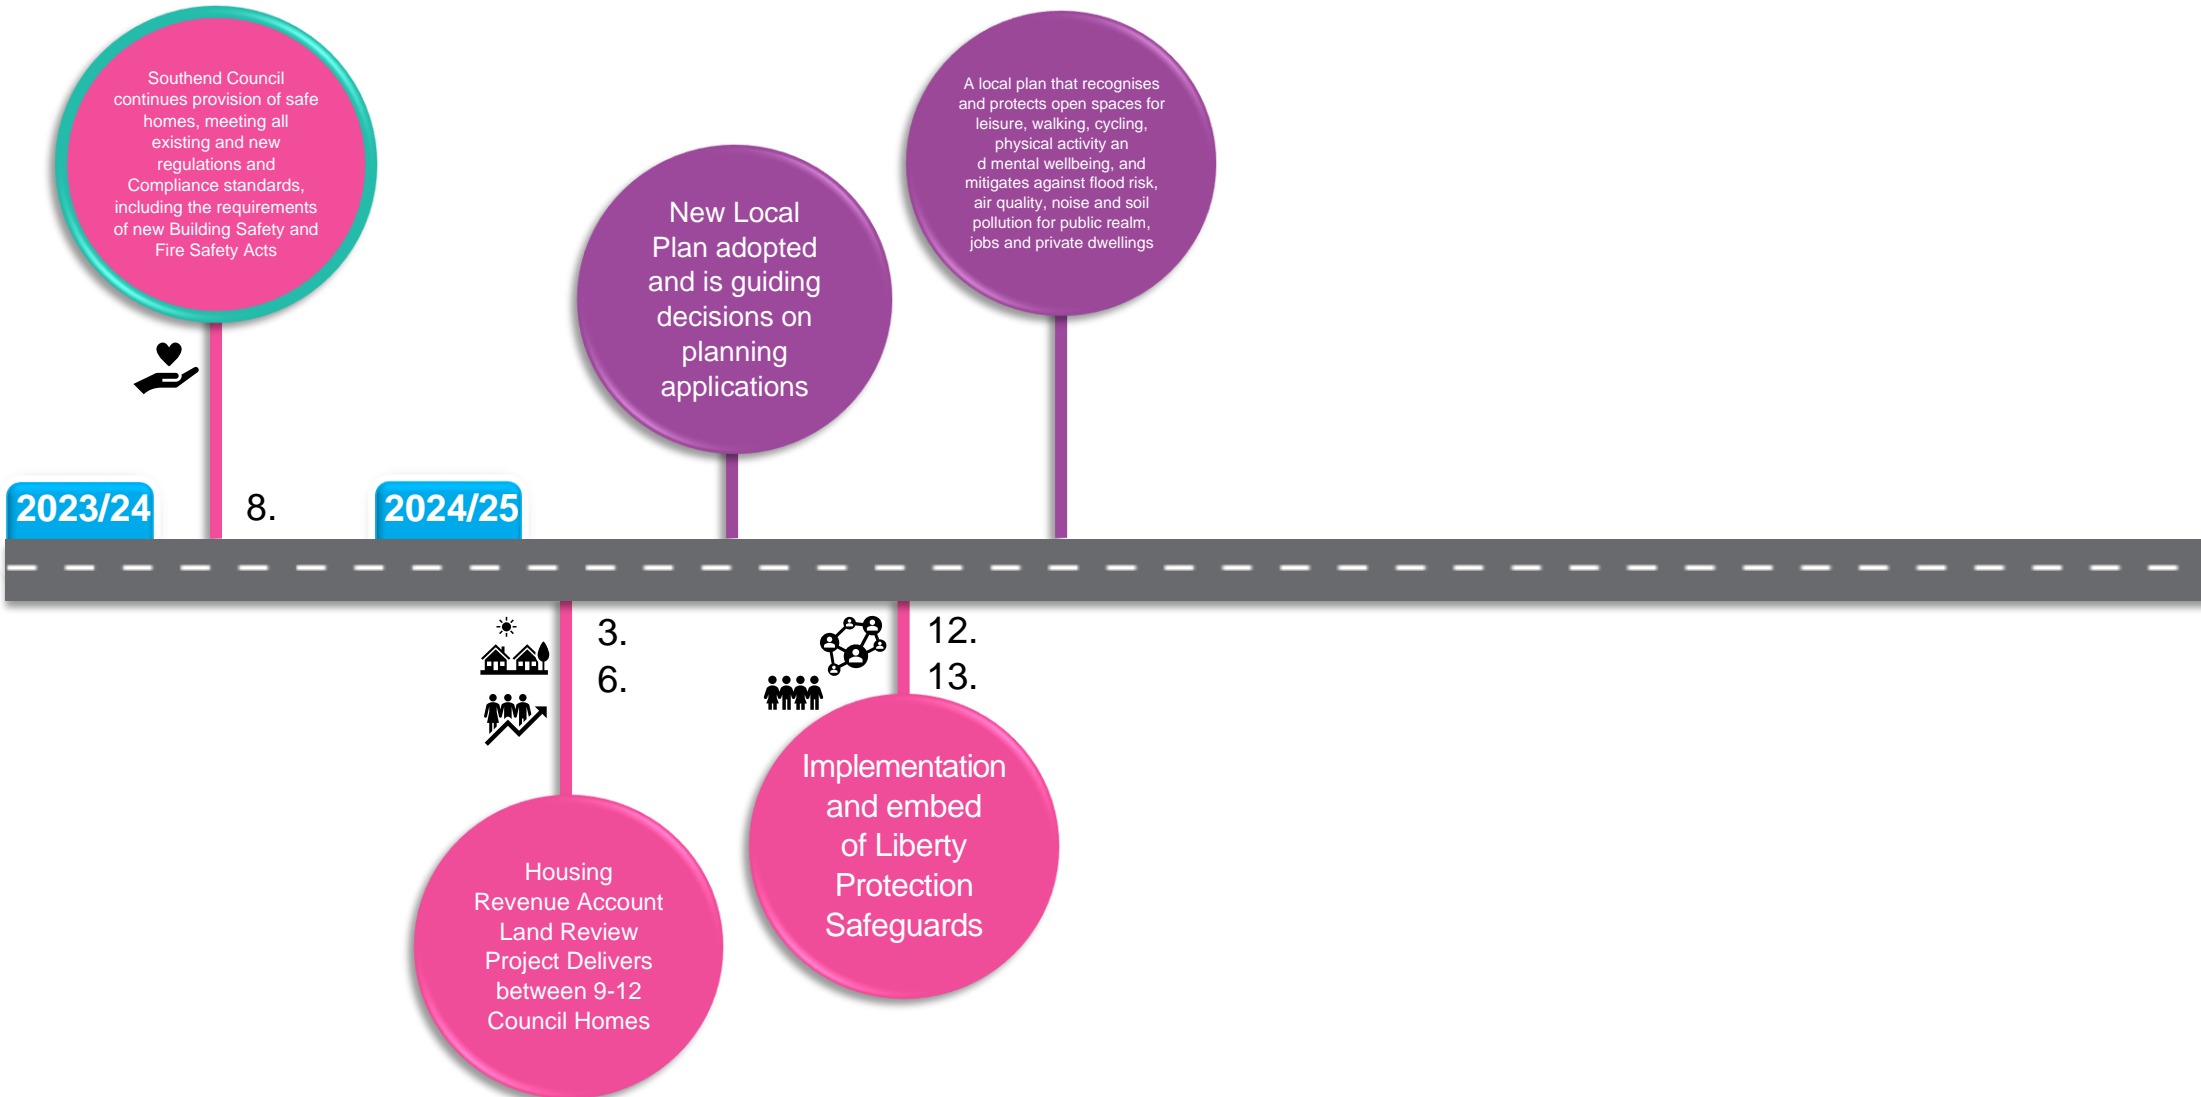 Southend Council
continues provision of safe
homes, meeting all
existing and new
regulations and
Compliance standards,
including the requirements
of new Building Safety and
Fire Safety Acts
New Local
Plan adopted
and is guiding
decisions on
planning
applications
A local plan that recognises
and protects open spaces for
leisure, walking, cycling,
physical activity an
d mental wellbeing, and
mitigates against flood risk,
air quality, noise and soil
pollution for public realm,
jobs and private dwellings
2023/24
8.
2024/25
3.
6.
12.
13.
Housing
Revenue Account
Land Review
Project Delivers
between 9-12
Council Homes
Implementation
and embed
of Liberty
Protection
Safeguards